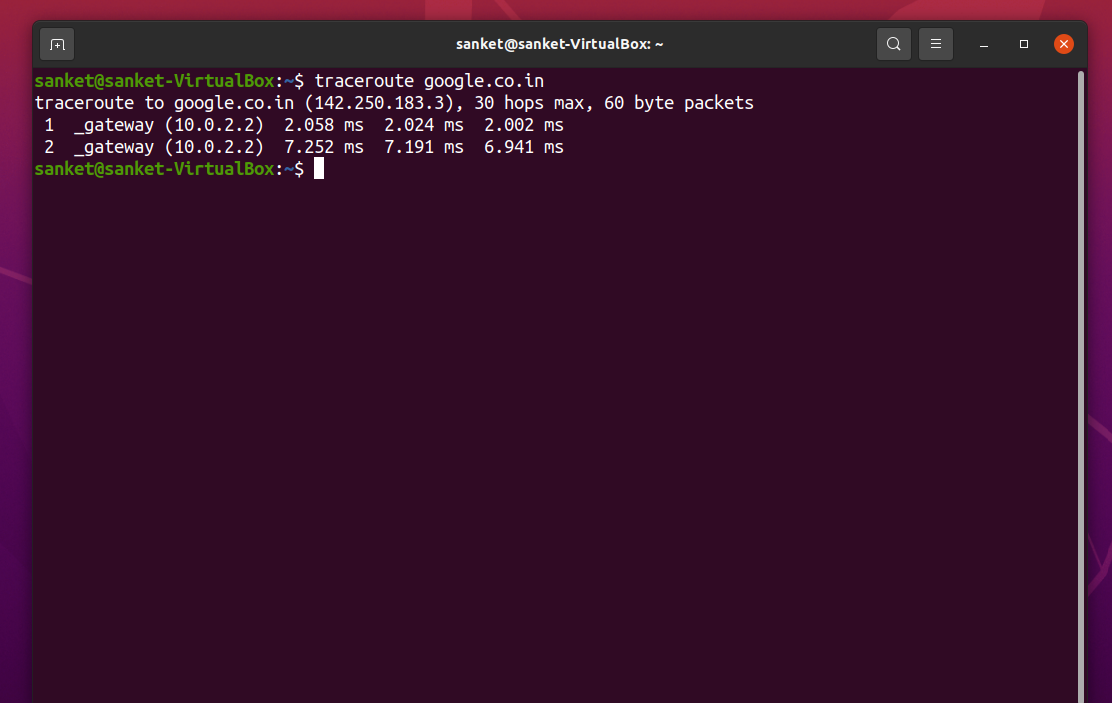 sanket@sanket-VirtualBox: ~
sanket@sanket-VirtualBox:~$ traceroute google.co.in
traceroute to google.co.in (142.250.183.3), 30 hops max, 60 byte packets
 1  _gateway (10.0.2.2)  2.058 ms  2.024 ms  2.002 ms
 2  _gateway (10.0.2.2)  7.252 ms  7.191 ms  6.941 ms
sanket@sanket-VirtualBox:~$